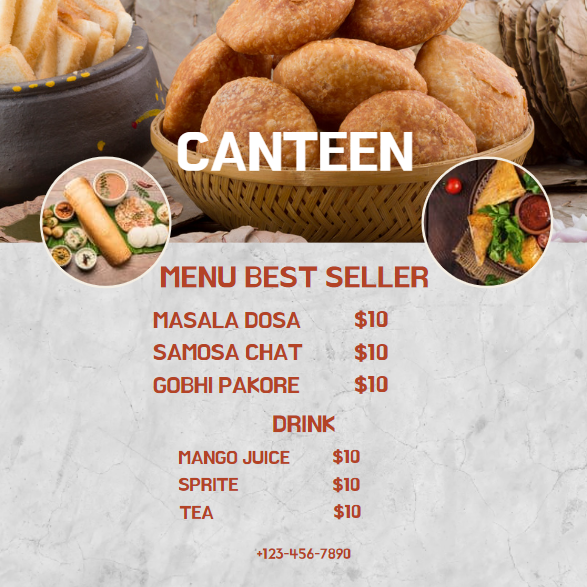 CANTEEN
MENU BEST SELLER
MASALA DOSA $10
SAMOSA CHAT $10
GOBHI PAKORE $10
DRINK
MANGO JUICE $10
SPRITE $10
TEA $10
+123-456-7890